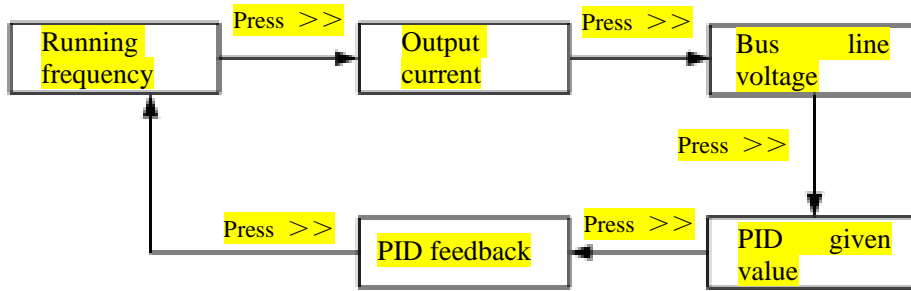 Press >>
Press >>
Running
frequency
Output
current
Bus line
voltage
Press >>
Press >>
Press >>
PID feedback
PID given
value